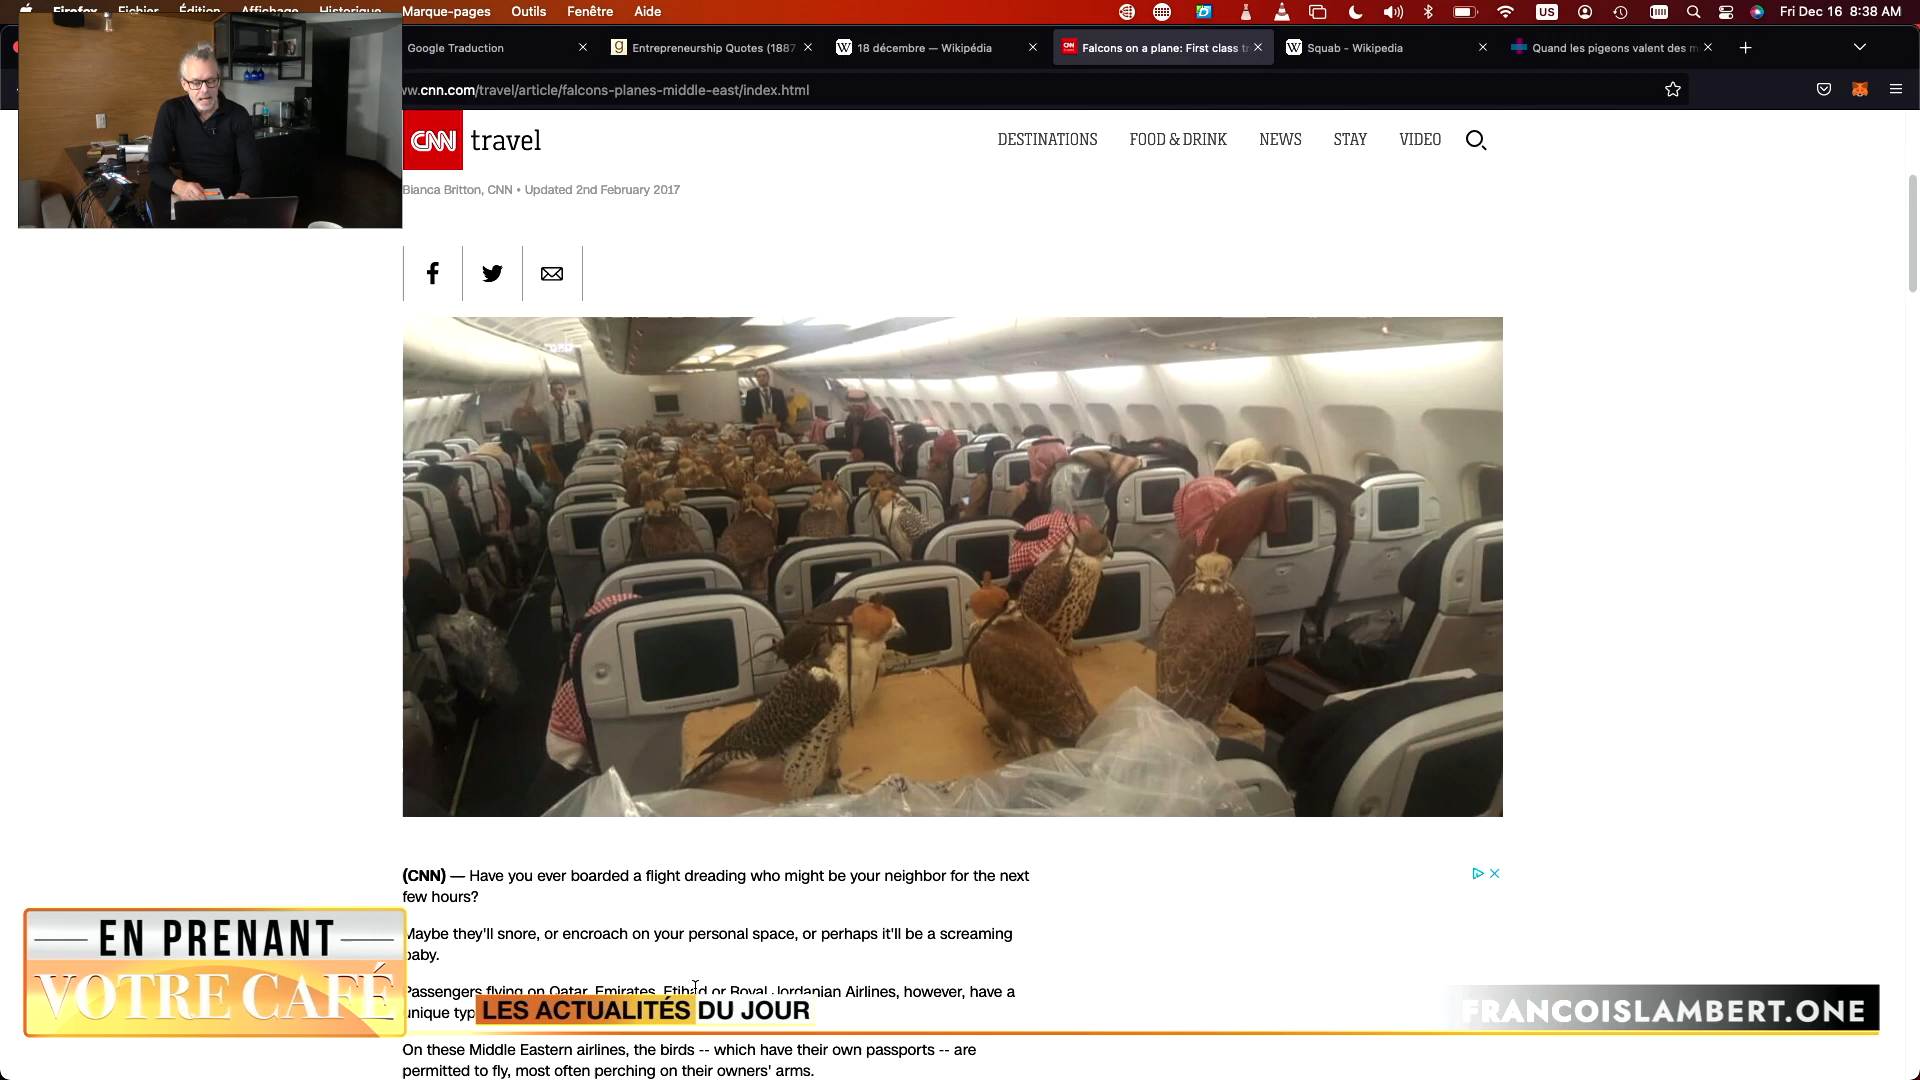 Firefox Fichier Édition Affichage Historique Marque-pages Outils Fenêtre Aide
US
Fri Dec 16 8:38 AM
Google Traduction
Entrepreneurship Quotes (1887
18 décembre — Wikipédia
Falcons on a plane: First class tr
Squab - Wikipedia
Quand les pigeons valent des m
w.cnn.com/travel/article/falcons-planes-middle-east/index.html
CNN travel
DESTINATIONS FOOD & DRINK NEWS STAY VIDEO
Bianca Britton, CNN • Updated 2nd February 2017
(CNN) — Have you ever boarded a flight dreading who might be your neighbor for the next
few hours?
Maybe they'll snore, or encroach on your personal space, or perhaps it'll be a screaming
baby.
Passengers flying on Qatar, Emirates, Etihad or Royal Jordanian Airlines, however, have a
unique typ
On these Middle Eastern airlines, the birds -- which have their own passports -- are
permitted to fly, most often perching on their owners' arms.
EN PRENANT
VOTRE CAFÉ
LES ACTUALITÉS DU JOUR
FRANCOISLAMBERT.ONE